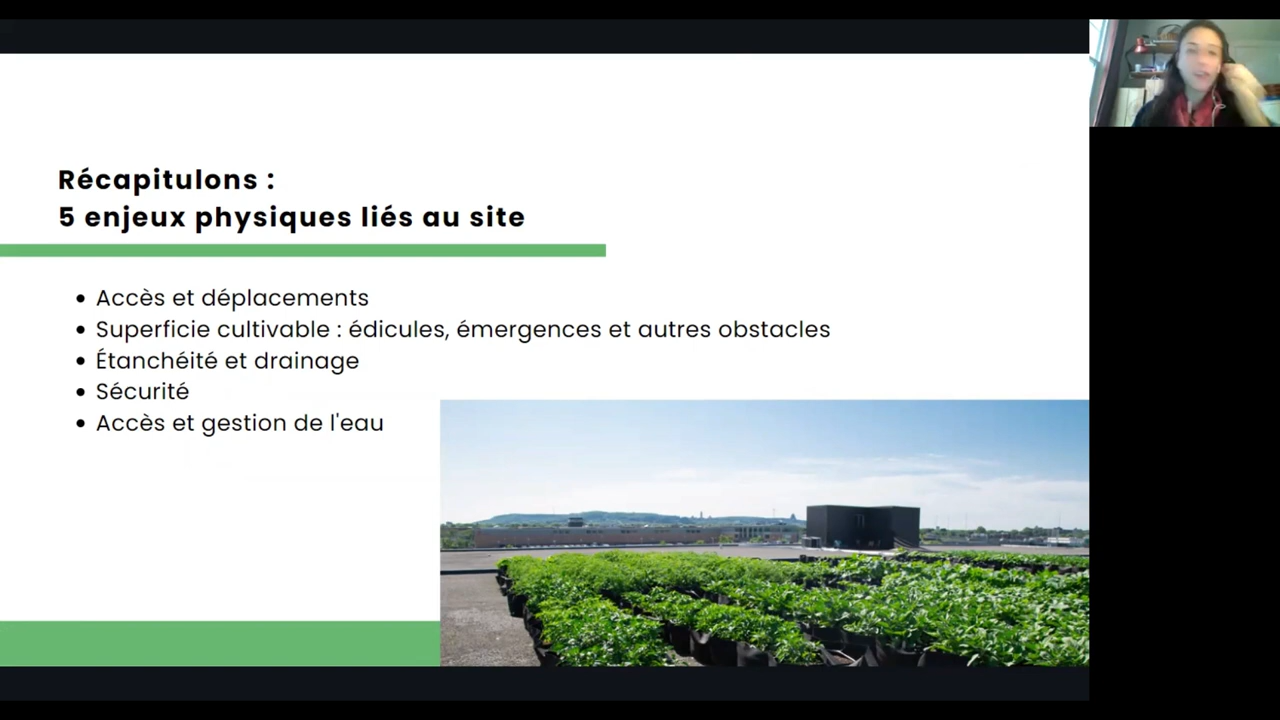 Récapitulons :
5 enjeux physiques liés au site
• Accès et déplacements
• Superficie cultivable : édicules, émergences et autres obstacles
• Étanchéité et drainage
• Sécurité
• Accès et gestion de l'eau